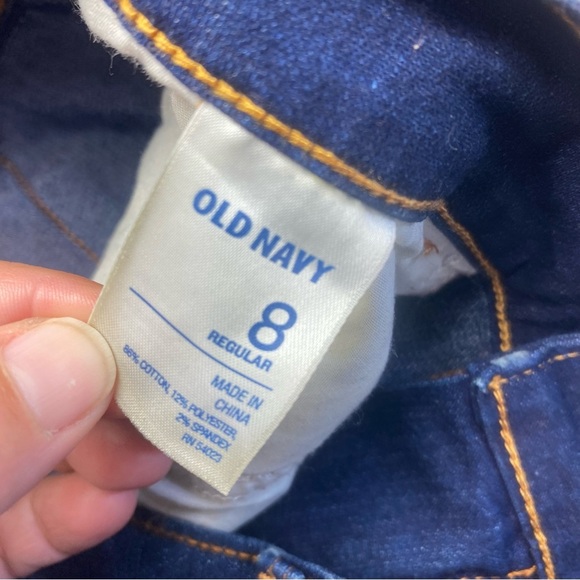 OLD NAVY
8
REGULAR
MADE IN
CHINA
86% COTTON, 12% POLYESTER,
2% SPANDEX
RN 54023